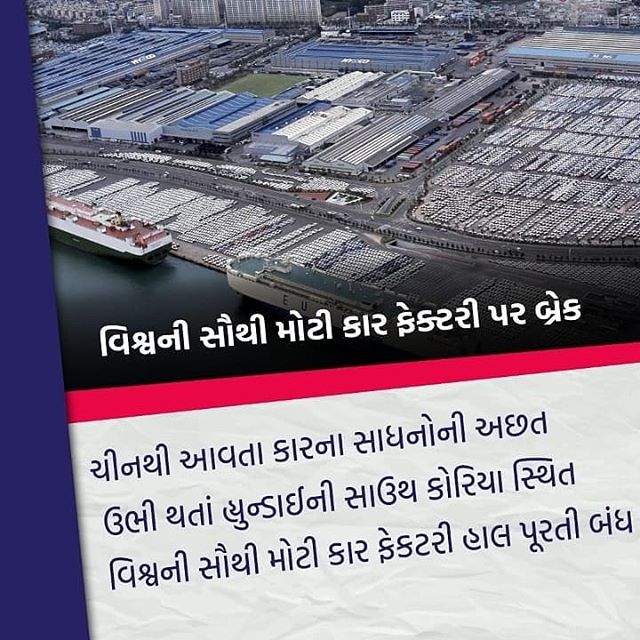 વિશ્વની સૌથી મોટી કાર ફેક્ટરી પર બ્રેક
ચીનથી આવતા કારના સાધનોની અછત
ઉભી થતાં હ્યુન્ડાઈની સાઉથ કોરિયા સ્થિત
વિશ્વની સૌથી મોટી કાર ફેક્ટરી હાલ પૂરતી બંધ